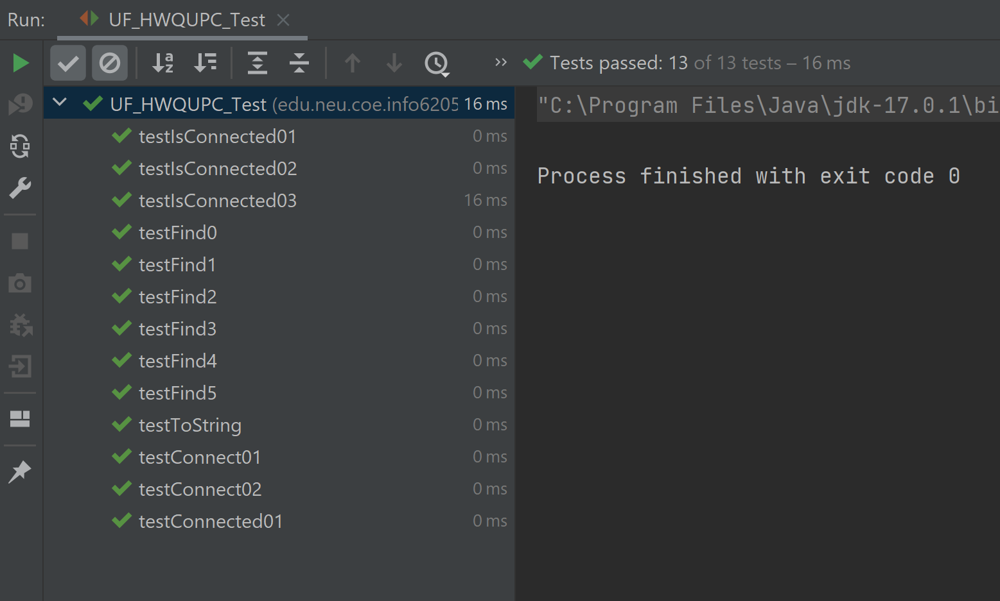 Run: UF_HWQUPC_Test
Tests passed: 13 of 13 tests – 16 ms
UF_HWQUPC_Test (edu.neu.coe.info6205 16 ms
testIsConnected01 0 ms
testIsConnected02 0 ms
testIsConnected03 16 ms
testFind0 0 ms
testFind1 0 ms
testFind2 0 ms
testFind3 0 ms
testFind4 0 ms
testFind5 0 ms
testToString 0 ms
testConnect01 0 ms
testConnect02 0 ms
testConnected01 0 ms
"C:\Program Files\Java\jdk-17.0.1\bi
Process finished with exit code 0